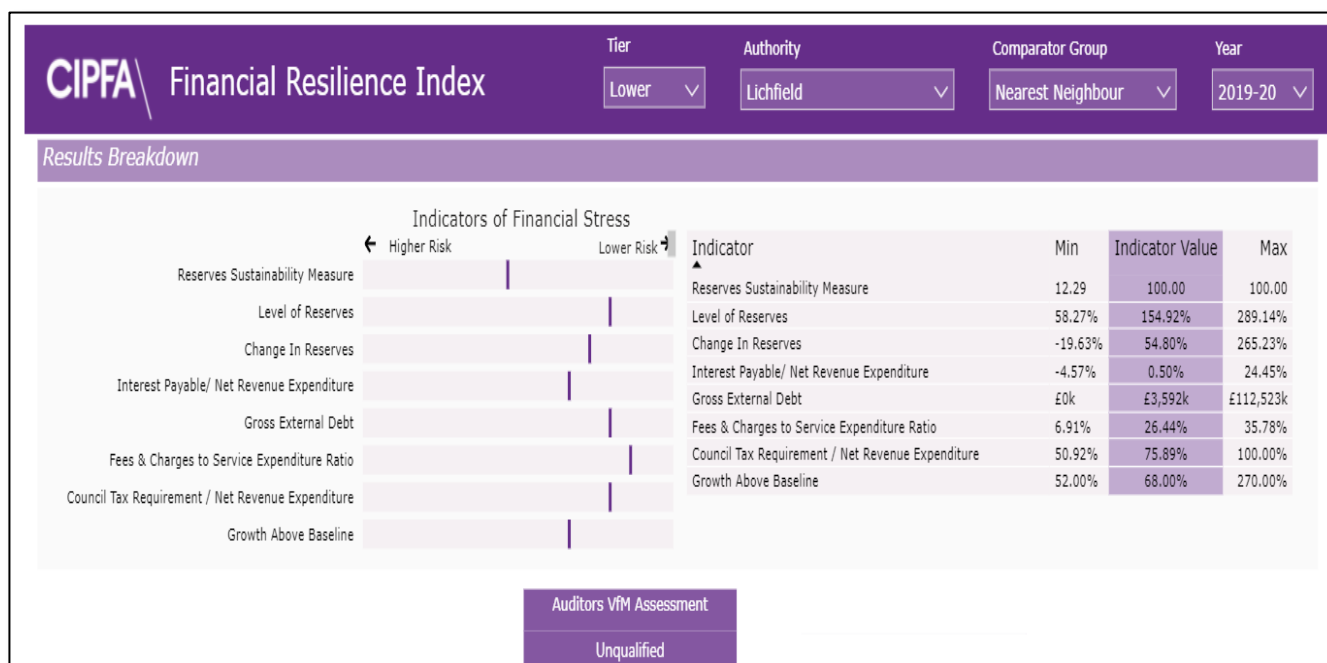 CIPFA\ Financial Resilience Index
Tier
Lower
Authority
Lichfield
Comparator Group
Nearest Neighbour
Year
2019-20
Results Breakdown
Indicators of Financial Stress
← Higher Risk Lower Risk →
Reserves Sustainability Measure
Level of Reserves
Change In Reserves
Interest Payable/ Net Revenue Expenditure
Gross External Debt
Fees & Charges to Service Expenditure Ratio
Council Tax Requirement / Net Revenue Expenditure
Growth Above Baseline
Indicator Min Indicator Value Max
Reserves Sustainability Measure 12.29 100.00 100.00
Level of Reserves 58.27% 154.92% 289.14%
Change In Reserves -19.63% 54.80% 265.23%
Interest Payable/ Net Revenue Expenditure -4.57% 0.50% 24.45%
Gross External Debt £0k £3,592k £112,523k
Fees & Charges to Service Expenditure Ratio 6.91% 26.44% 35.78%
Council Tax Requirement / Net Revenue Expenditure 50.92% 75.89% 100.00%
Growth Above Baseline 52.00% 68.00% 270.00%
Auditors VfM Assessment
Unqualified